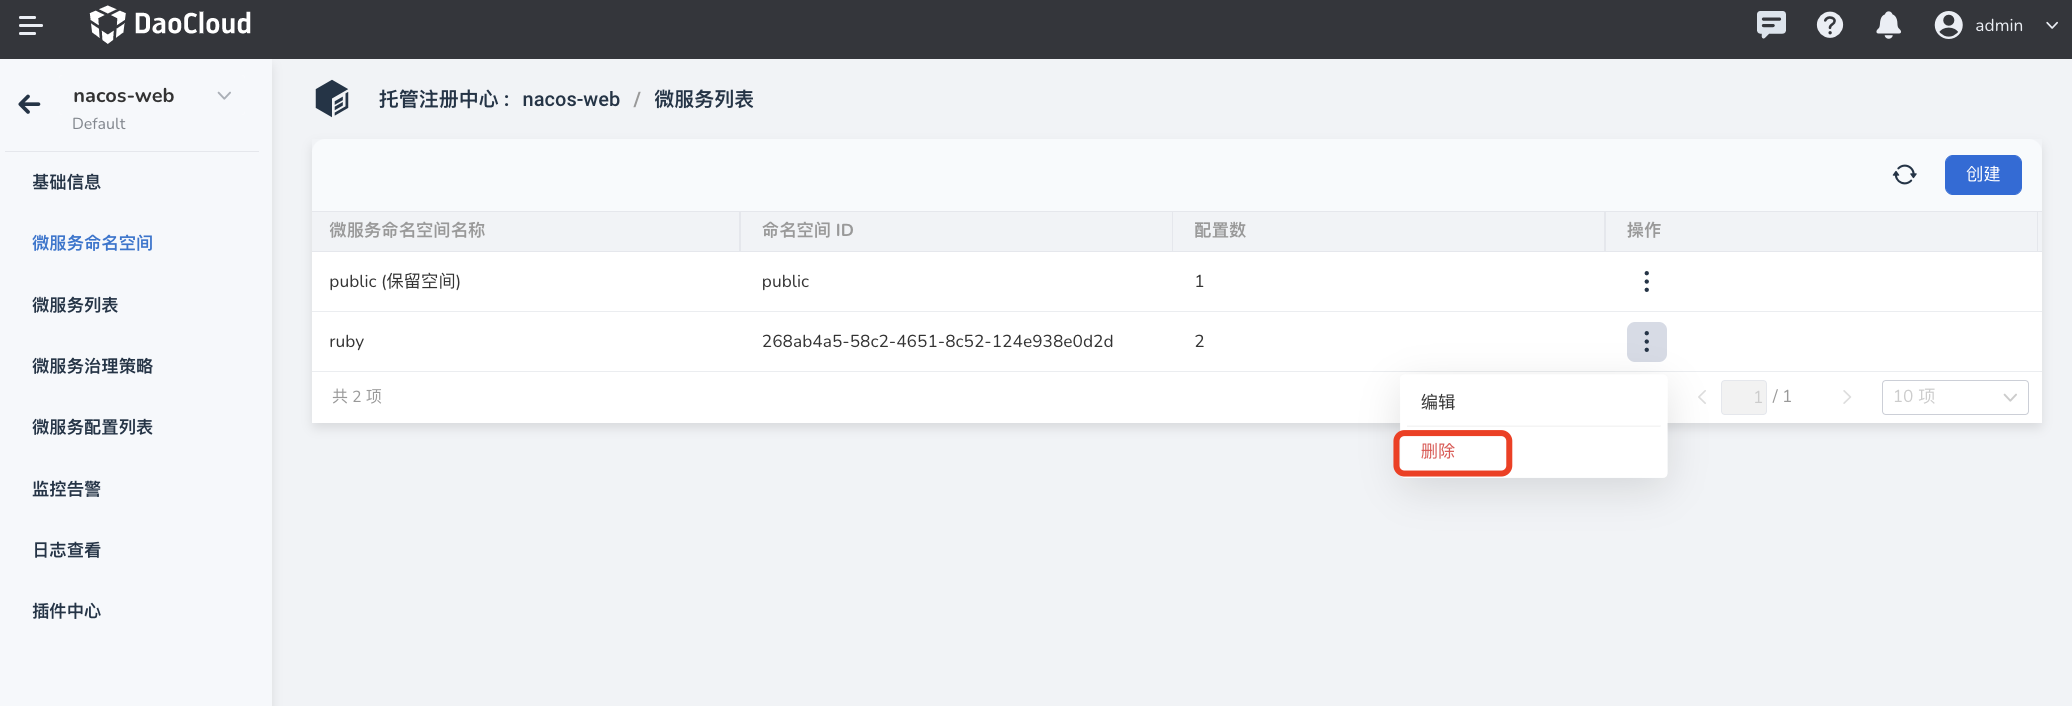 DaoCloud
admin
nacos-web
Default
基础信息
微服务命名空间
微服务列表
微服务治理策略
微服务配置列表
监控告警
日志查看
插件中心
托管注册中心： nacos-web / 微服务列表
创建
微服务命名空间名称 命名空间 ID 配置数 操作
public (保留空间) public 1
ruby 268ab4a5-58c2-4651-8c52-124e938e0d2d 2
共 2 项 1 / 1 10 项
编辑
删除